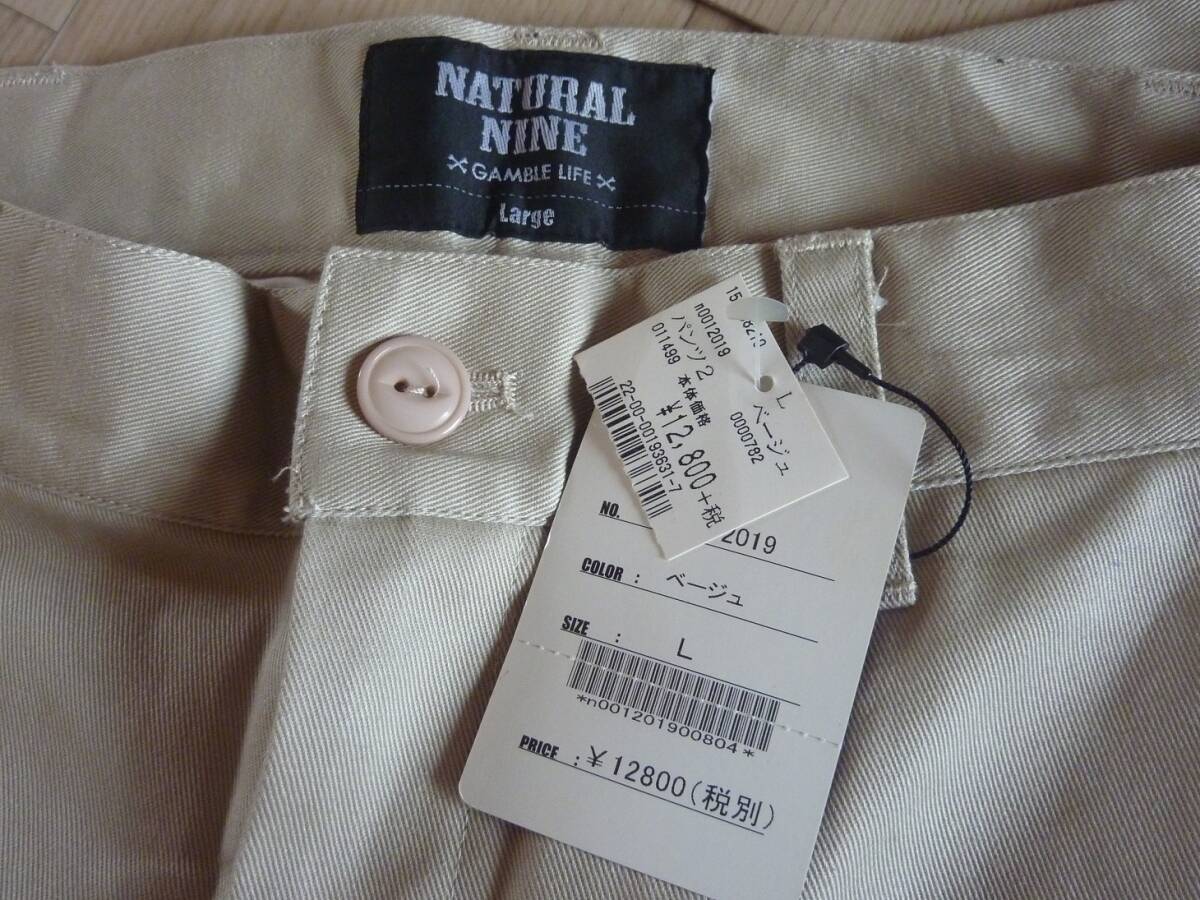 NATURAL
NINE
GAMBLE LIFE
Large
n0012019
パンツ2
011499 本体価格
¥12,800+税
22-00-00193631-7
L
ベージュ
0000782
NO.
COLOR : ベージュ
SIZE : L
*n001201900804*
PRICE : ¥12800(税別)